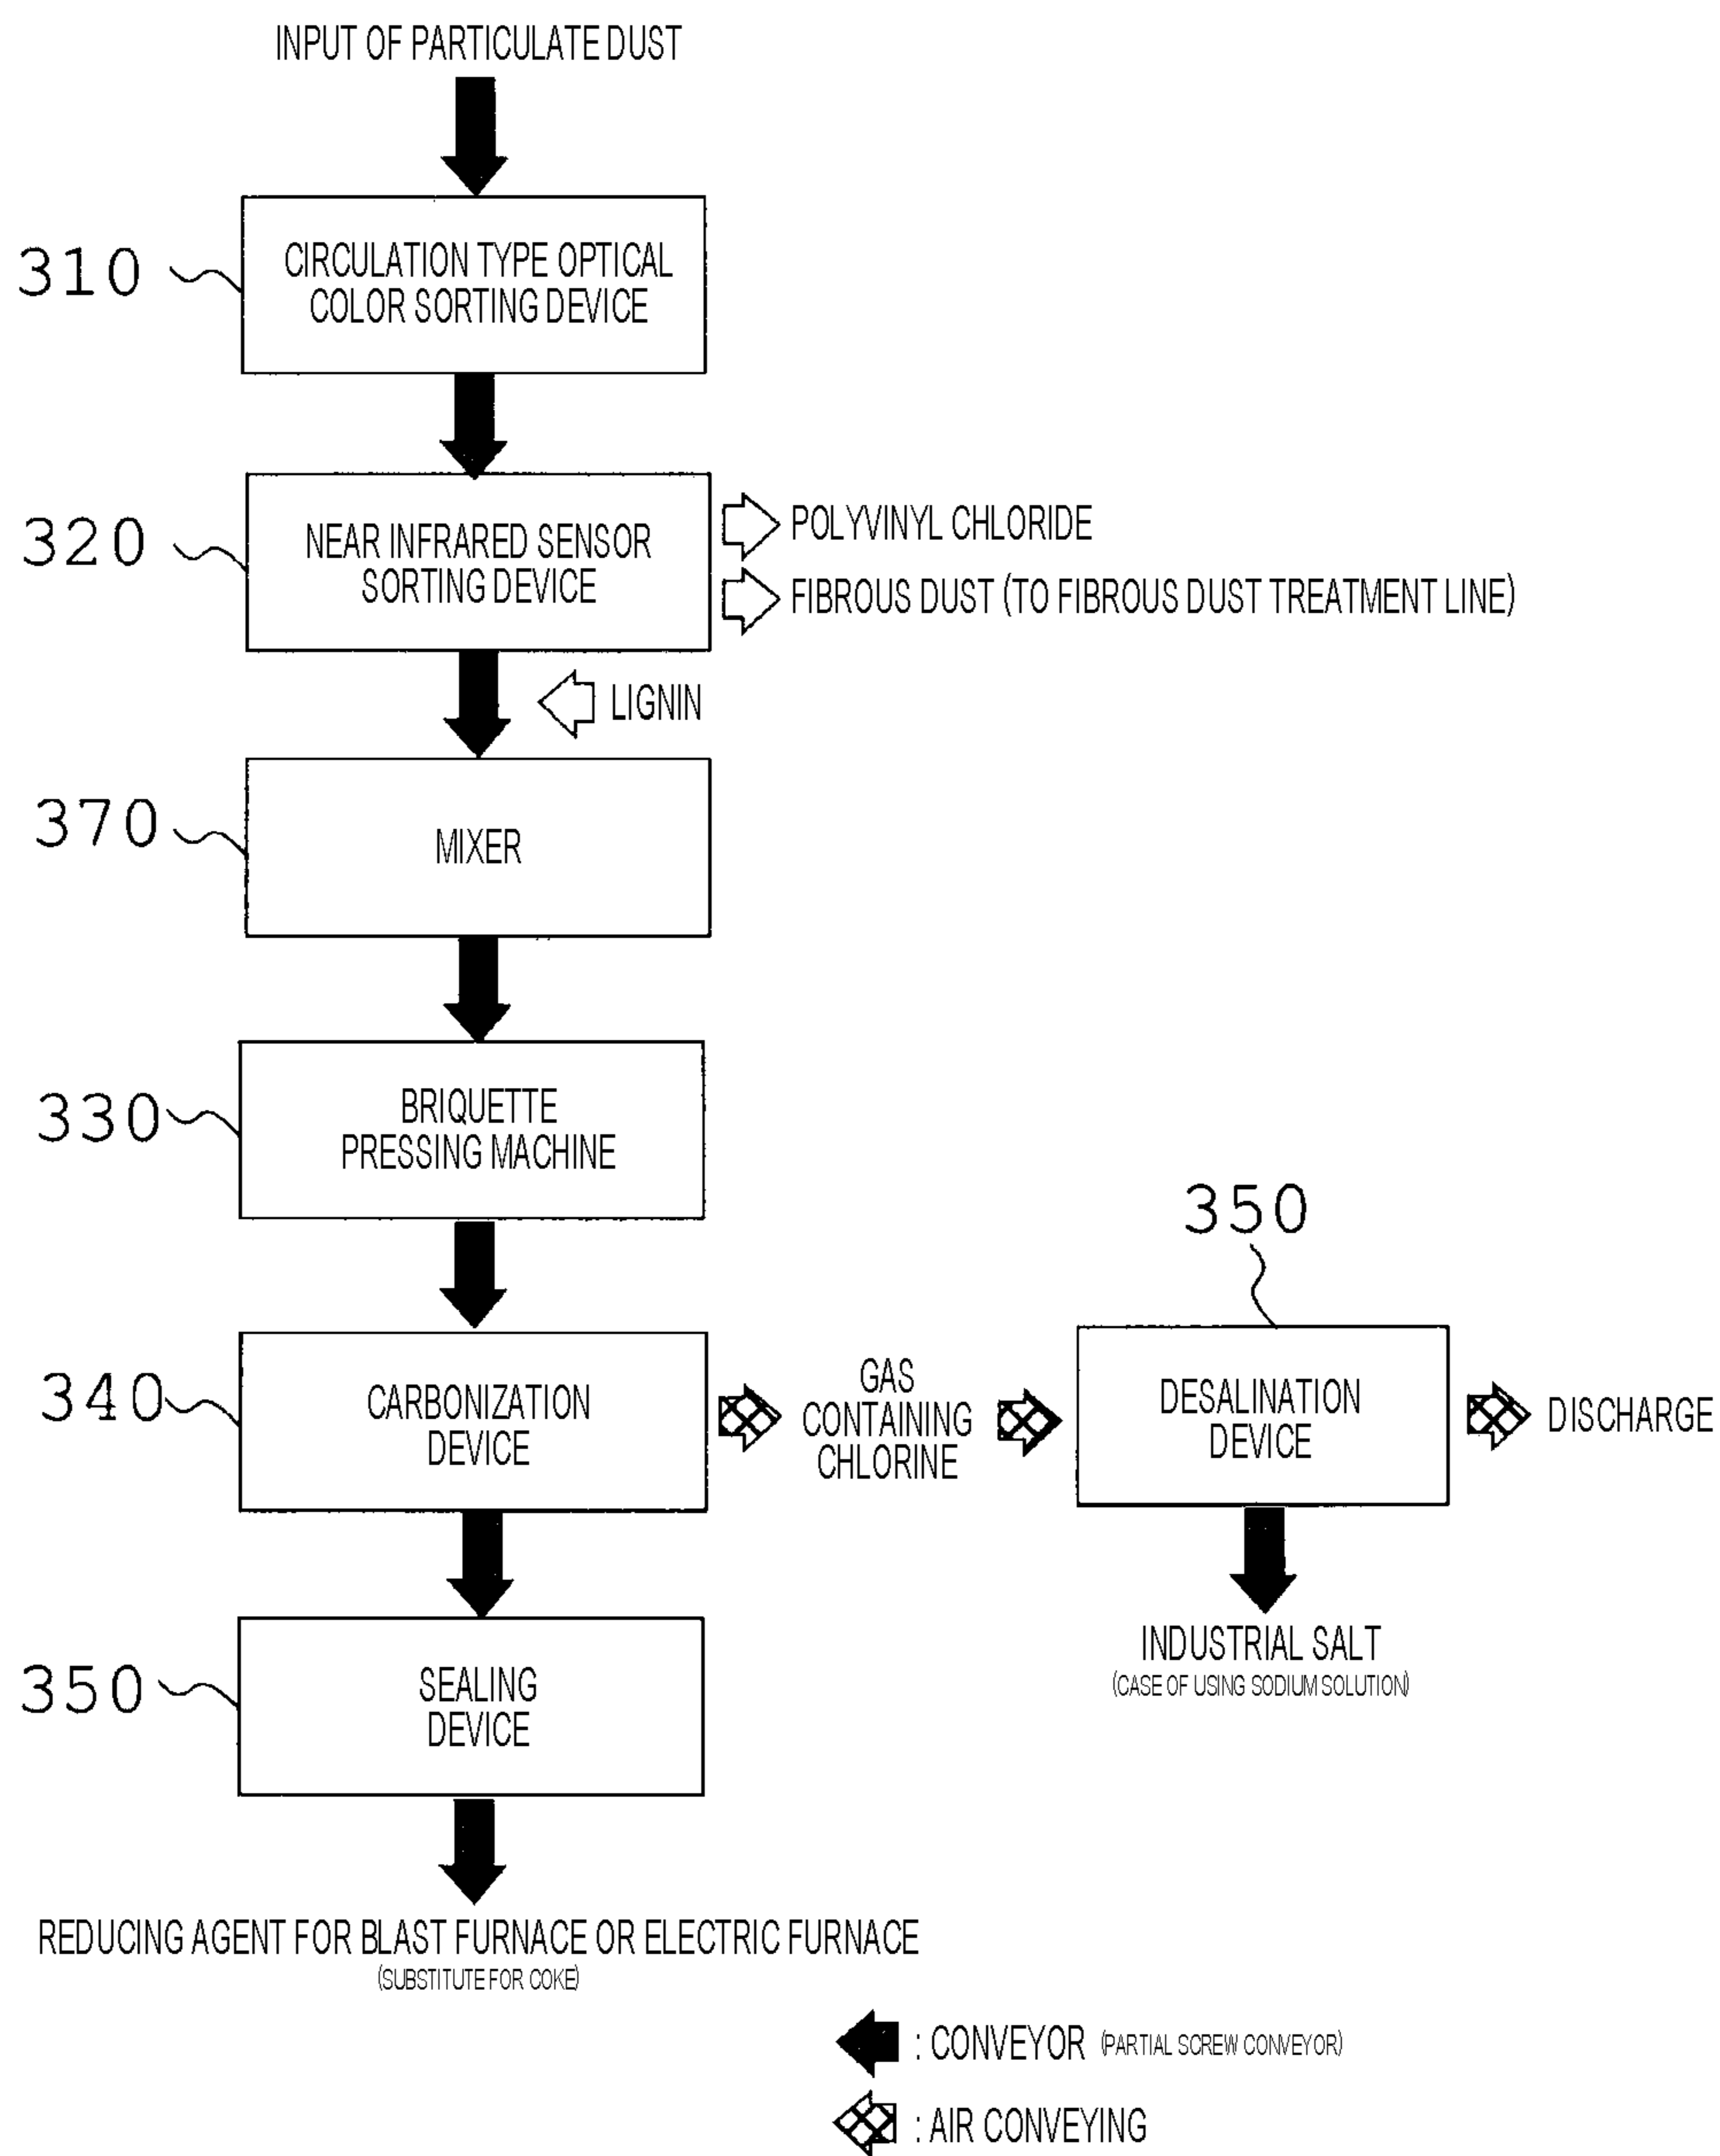 INPUT OF PARTICULATE DUST
310
CIRCULATION TYPE OPTICAL
COLOR SORTING DEVICE
320
NEAR INFRARED SENSOR
SORTING DEVICE
POLYVINYL CHLORIDE
FIBROUS DUST (TO FIBROUS DUST TREATMENT LINE)
LIGNIN
370
MIXER
330
BRIQUETTE
PRESSING MACHINE
340
CARBONIZATION
DEVICE
GAS
CONTAINING
CHLORINE
350
DESALINATION
DEVICE
DISCHARGE
INDUSTRIAL SALT
(CASE OF USING SODIUM SOLUTION)
350
SEALING
DEVICE
REDUCING AGENT FOR BLAST FURNACE OR ELECTRIC FURNACE
(SUBSTITUTE FOR COKE)
: CONVEYOR (PARTIAL SCREW CONVEYOR)
: AIR CONVEYING